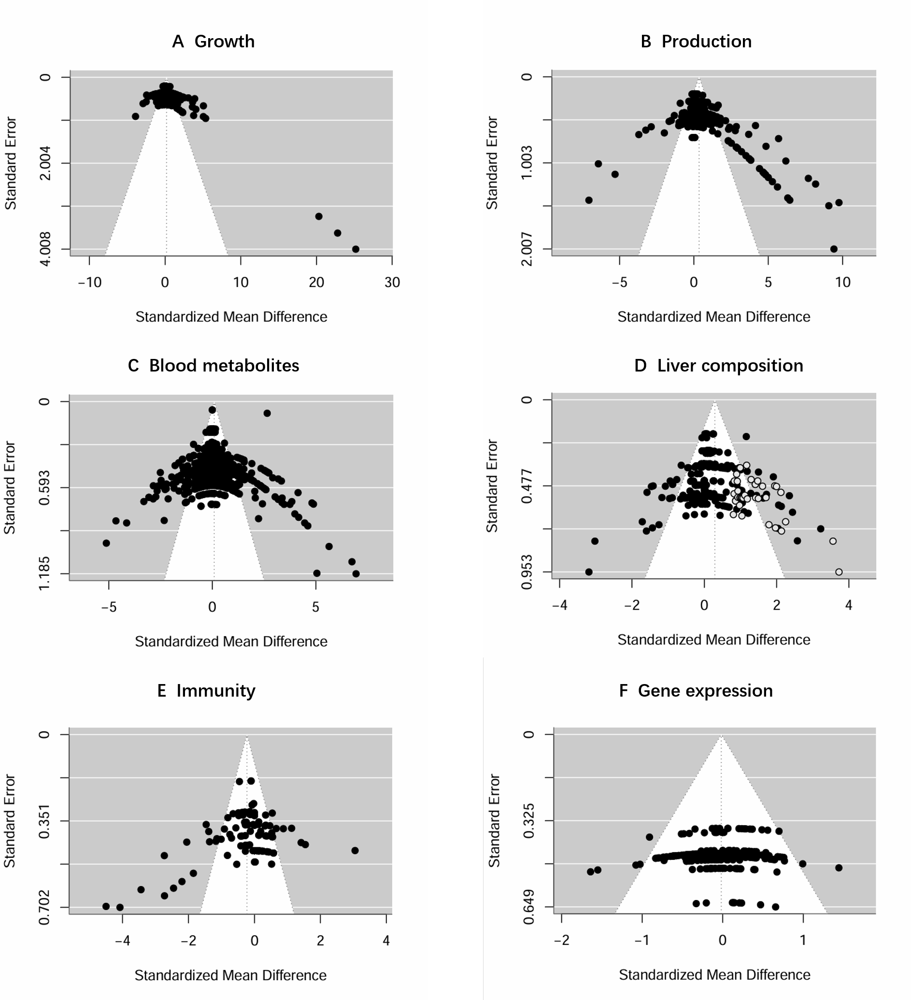 A Growth
Standard Error
0
2.004
4.008
−10 0 10 20 30
Standardized Mean Difference
B Production
Standard Error
0
1.003
2.007
−5 0 5 10
Standardized Mean Difference
C Blood metabolites
Standard Error
0
0.593
1.185
−5 0 5
Standardized Mean Difference
D Liver composition
Standard Error
0
0.477
0.953
−4 −2 0 2 4
Standardized Mean Difference
E Immunity
Standard Error
0
0.351
0.702
−4 −2 0 2 4
Standardized Mean Difference
F Gene expression
Standard Error
0
0.325
0.649
−2 −1 0 1
Standardized Mean Difference